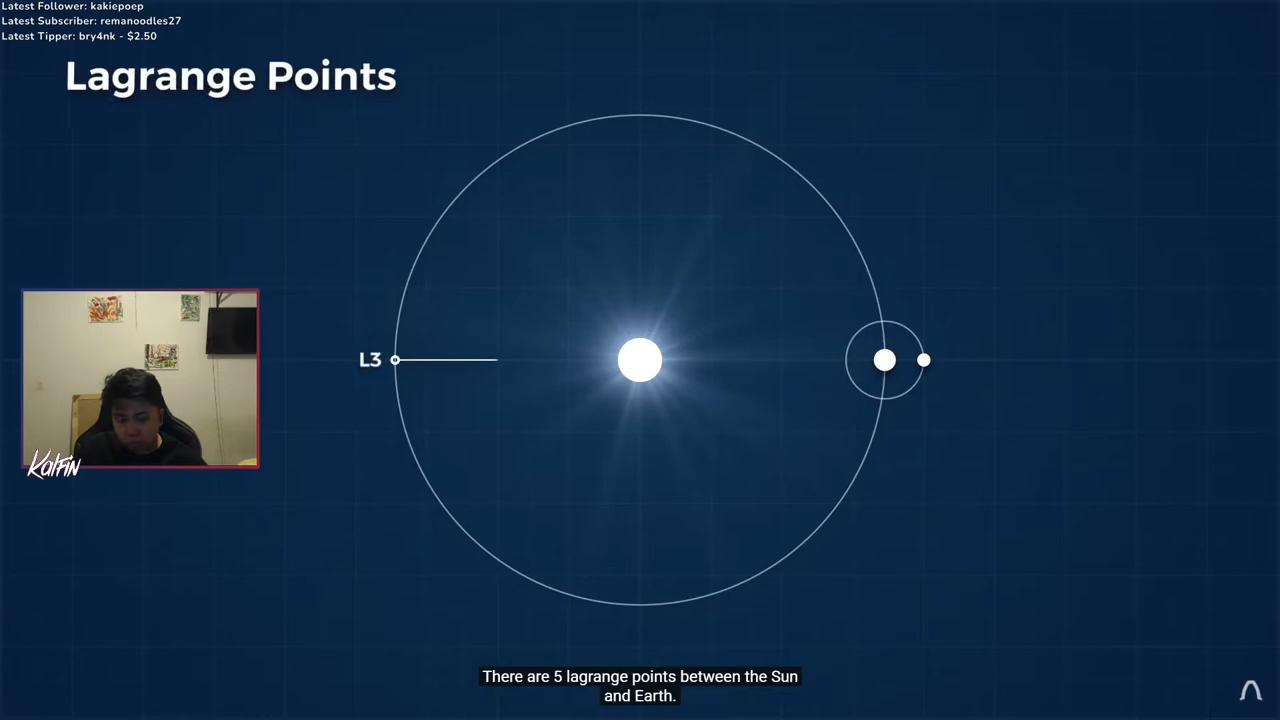 Latest Follower: kakiepoep
Latest Subscriber: remanoodles27
Latest Tipper: bry4nk - $2.50
Lagrange Points
L3
KalFin
There are 5 lagrange points between the Sun
and Earth.